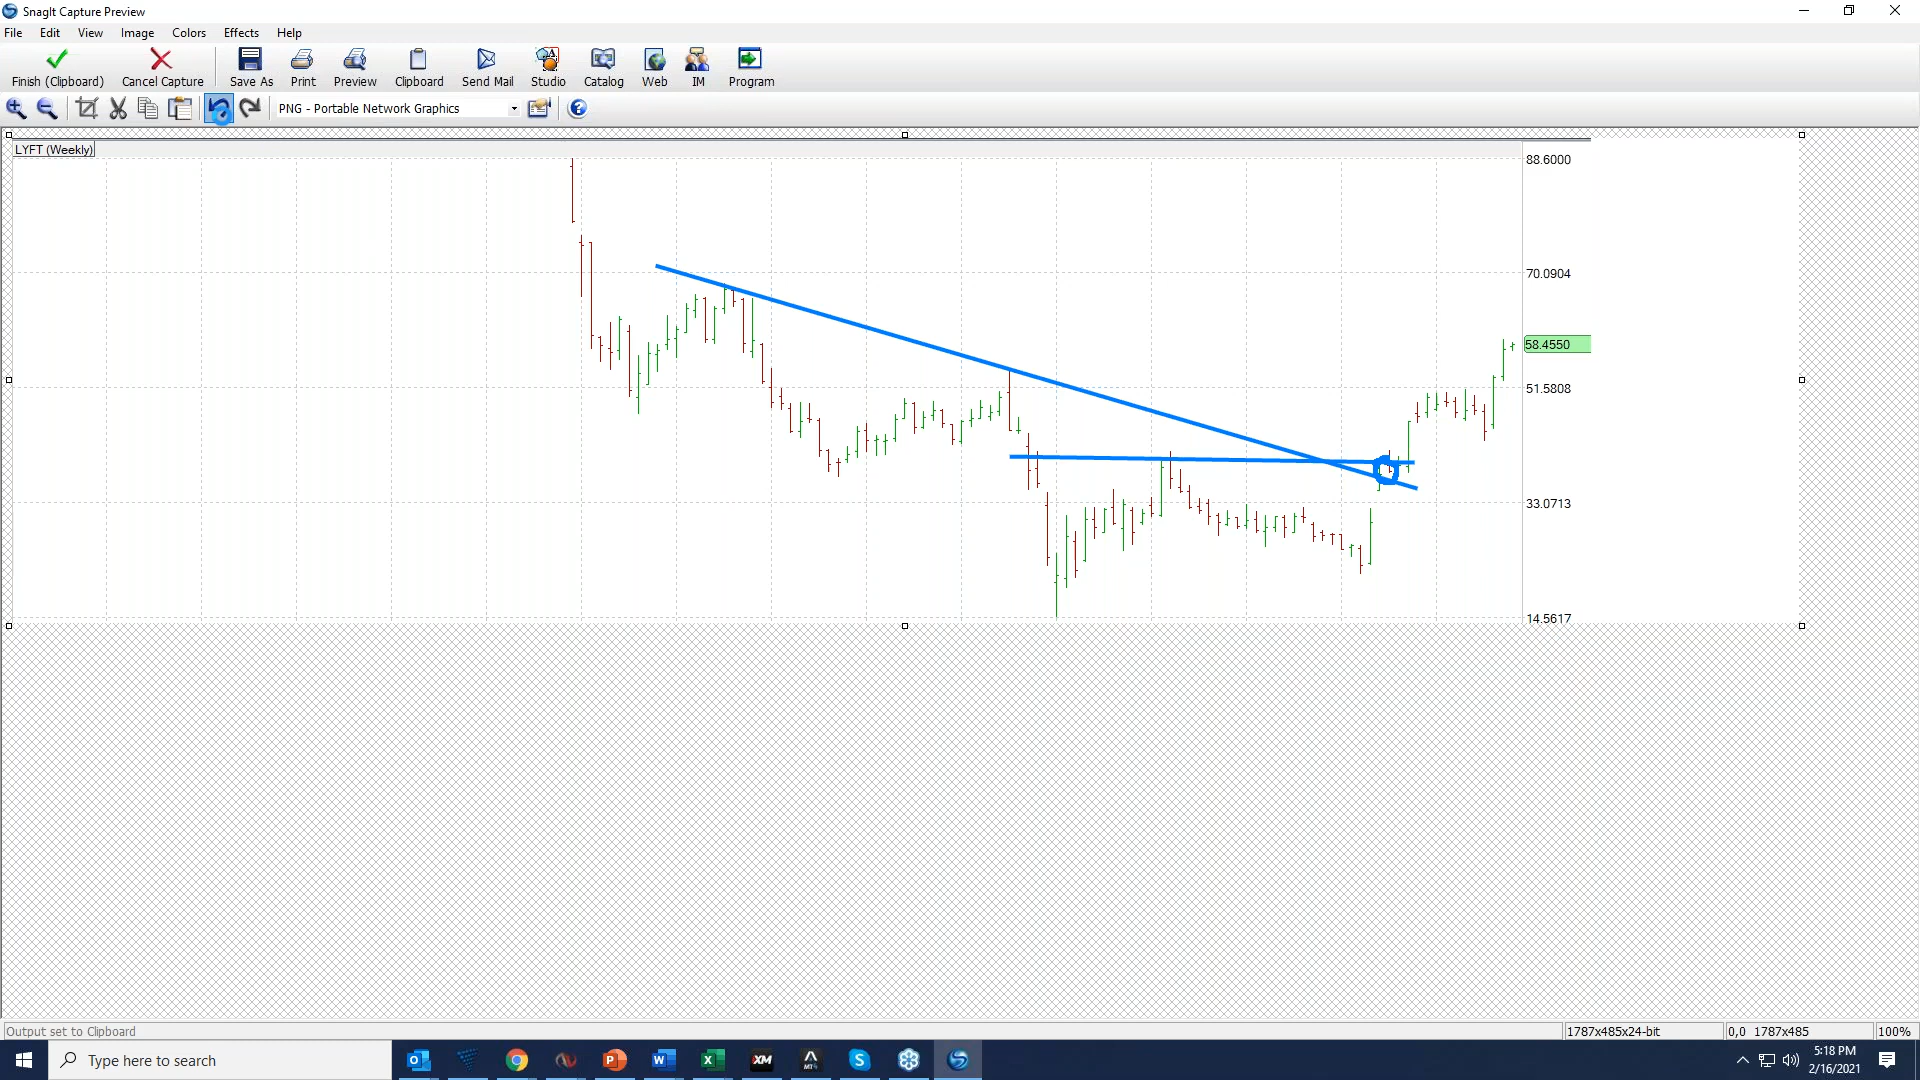 SnagIt Capture Preview
File Edit View Image Colors Effects Help
Finish (Clipboard) Cancel Capture Save As Print Preview Clipboard Send Mail Studio Catalog Web IM Program
PNG - Portable Network Graphics
LYFT (Weekly)
88.6000
70.0904
58.4550
51.5808
33.0713
14.5617
Output set to Clipboard 1787x485x24-bit 0,0 1787x485 100%
Type here to search
XM
MT4
5:18 PM
2/16/2021